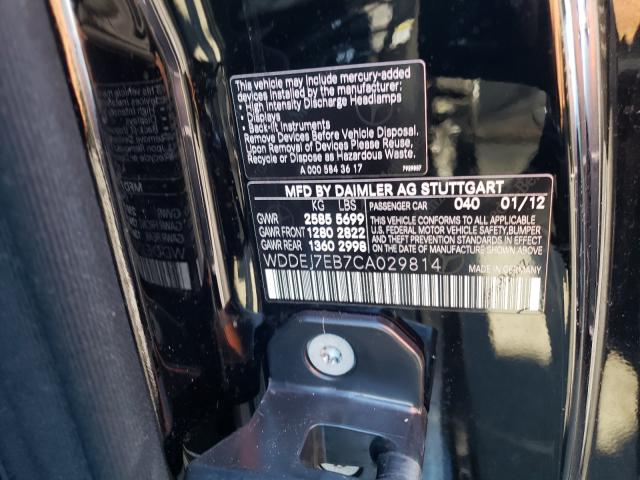 This vehicle may include mercury-added
devices installed by the manufacturer:
• High Intensity Discharge Headlamps
• Displays
• Back-lit Instruments
Remove Devices Before Vehicle Disposal.
Upon Removal of Devices Please Reuse,
Recycle or Dispose as Hazardous Waste.
A 000 584 36 17
MFD BY DAIMLER AG STUTTGART
KG LBS PASSENGER CAR 040 01/12
GVWR 2585 5699
GAWR FRONT 1280 2822
GAWR REAR 1360 2998
THIS VEHICLE CONFORMS TO ALL APPLICABLE
U.S. FEDERAL MOTOR VEHICLE SAFETY, BUMPER
AND THEFT PREVENTION STANDARDS IN EFFECT
ON THE DATE OF MANUFACTURE SHOWN ABOVE.
WDDEJ7EB7CA029814